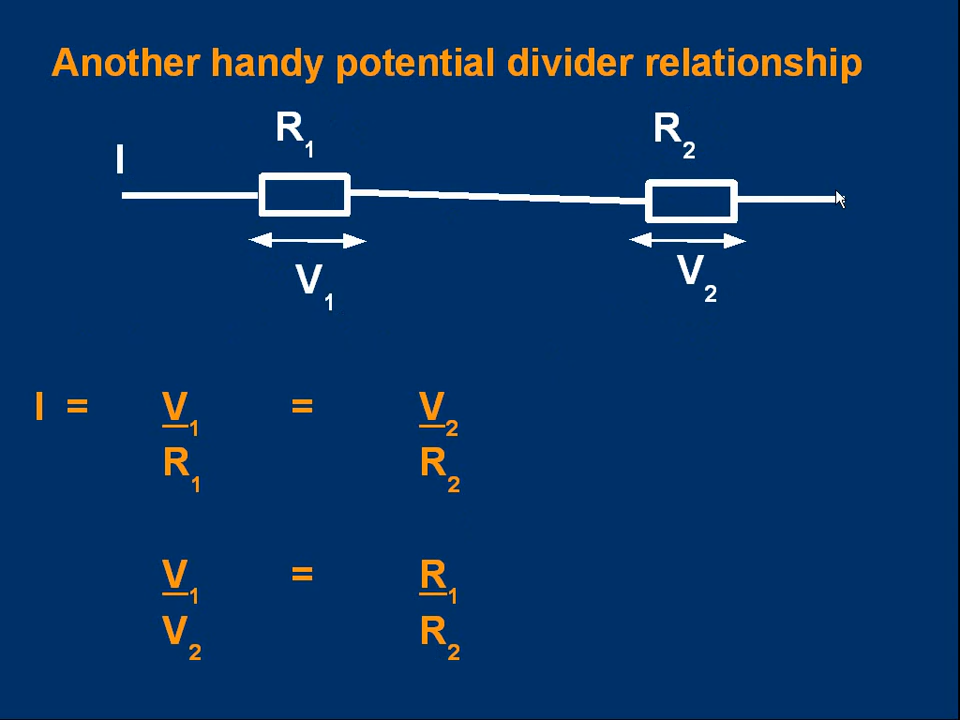 Another handy potential divider relationship
I R₁ R₂
V₁ V₂
I = V₁ = V₂
R₁ R₂
V₁ = R₁
V₂ R₂